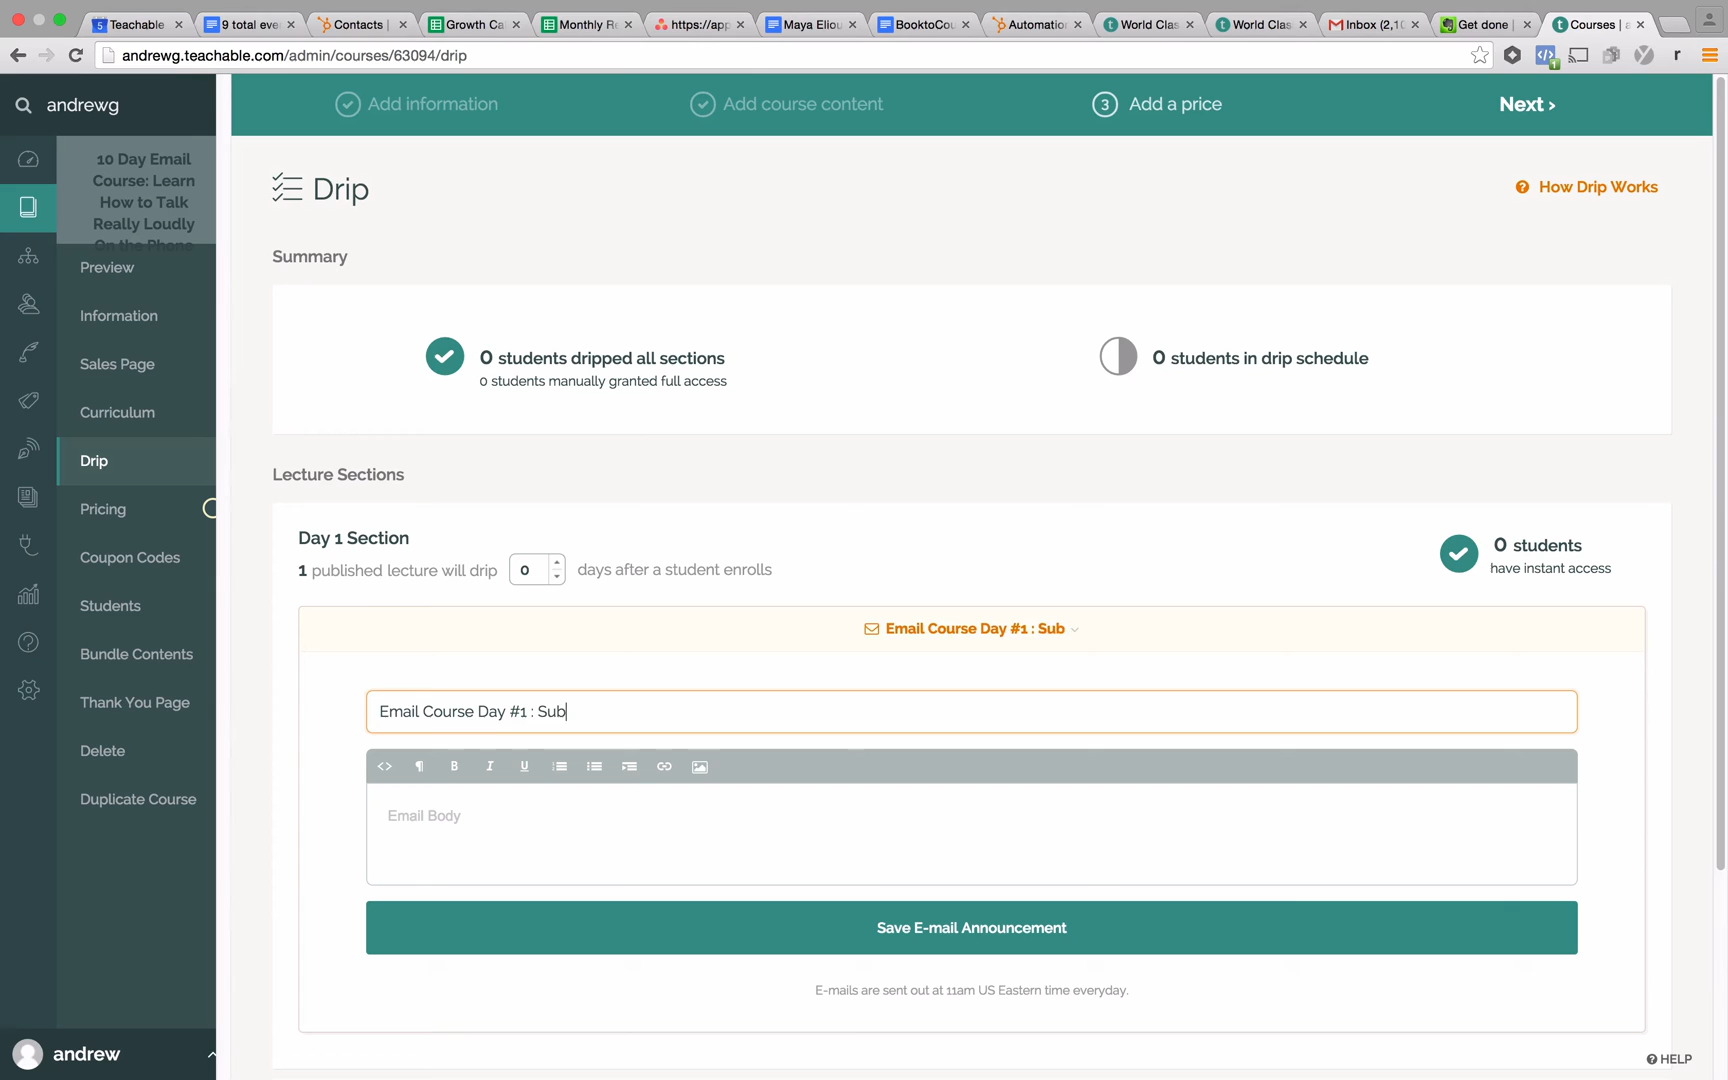 Teachable
9 total eve
Contacts |
Growth Ca
Monthly Re
https://app
Maya Eliou
BooktoCou
Automation
World Clas
World Clas
Inbox (2,10
Get done |
Courses | a
andrewg.teachable.com/admin/courses/63094/drip
andrewg
Add information
Add course content
3 Add a price
Next ›
10 Day Email
Course: Learn
How to Talk
Really Loudly
On the Phone
Preview
Information
Sales Page
Curriculum
Drip
Pricing
Coupon Codes
Students
Bundle Contents
Thank You Page
Delete
Duplicate Course
andrew
Drip
How Drip Works
Summary
0 students dripped all sections
0 students manually granted full access
0 students in drip schedule
Lecture Sections
Day 1 Section
1 published lecture will drip 0 days after a student enrolls
0 students
have instant access
Email Course Day #1 : Sub
Email Course Day #1 : Sub
<> ¶ B I U
Email Body
Save E-mail Announcement
E-mails are sent out at 11am US Eastern time everyday.
HELP